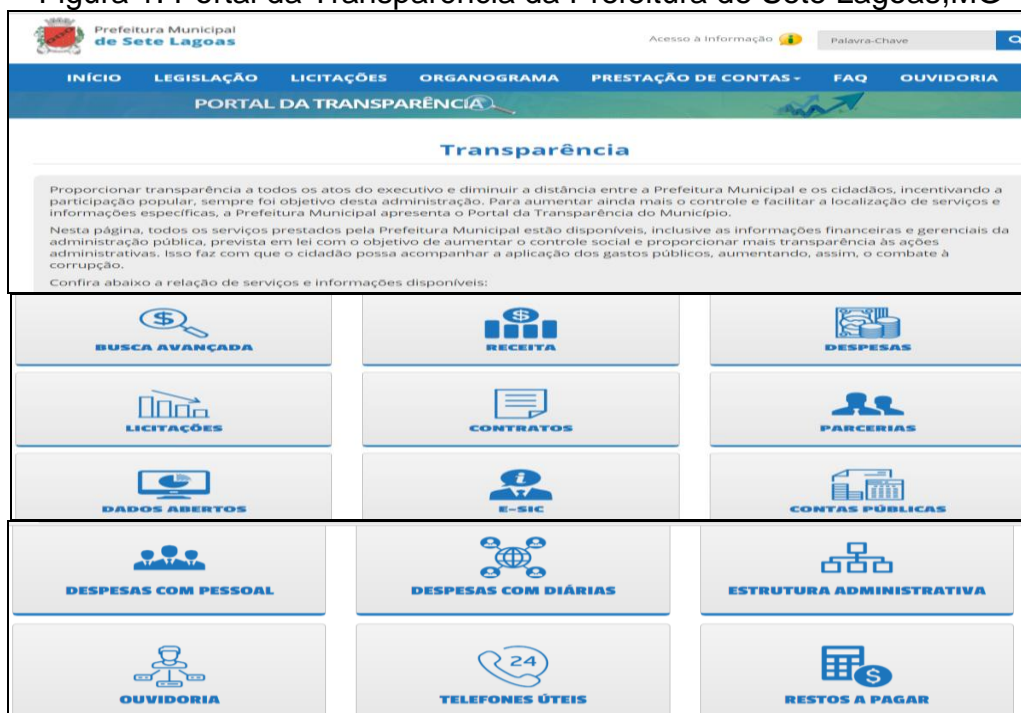 Figura 1: Portal da Transparência da Prefeitura de Sete Lagoas,MG
Prefeitura Municipal
de Sete Lagoas
Acesso à Informação
Palavra-Chave
INÍCIO LEGISLAÇÃO LICITAÇÕES ORGANOGRAMA PRESTAÇÃO DE CONTAS FAQ OUVIDORIA
PORTAL DA TRANSPARÊNCIA
Transparência
Proporcionar transparência a todos os atos do executivo e diminuir a distância entre a Prefeitura Municipal e os cidadãos, incentivando a
participação popular, sempre foi objetivo desta administração. Para aumentar ainda mais o controle e facilitar a localização de serviços e
informações específicas, a Prefeitura Municipal apresenta o Portal da Transparência do Município.
Nesta página, todos os serviços prestados pela Prefeitura Municipal estão disponíveis, inclusive as informações financeiras e gerenciais da
administração pública, prevista em lei com o objetivo de aumentar o controle social e proporcionar mais transparência às ações
administrativas. Isso faz com que o cidadão possa acompanhar a aplicação dos gastos públicos, aumentando, assim, o combate à
corrupção.
Confira abaixo a relação de serviços e informações disponíveis:
BUSCA AVANÇADA RECEITA DESPESAS
LICITAÇÕES CONTRATOS PARCERIAS
DADOS ABERTOS E-SIC CONTAS PÚBLICAS
DESPESAS COM PESSOAL DESPESAS COM DIÁRIAS ESTRUTURA ADMINISTRATIVA
24
OUVIDORIA TELEFONES ÚTEIS RESTOS A PAGAR